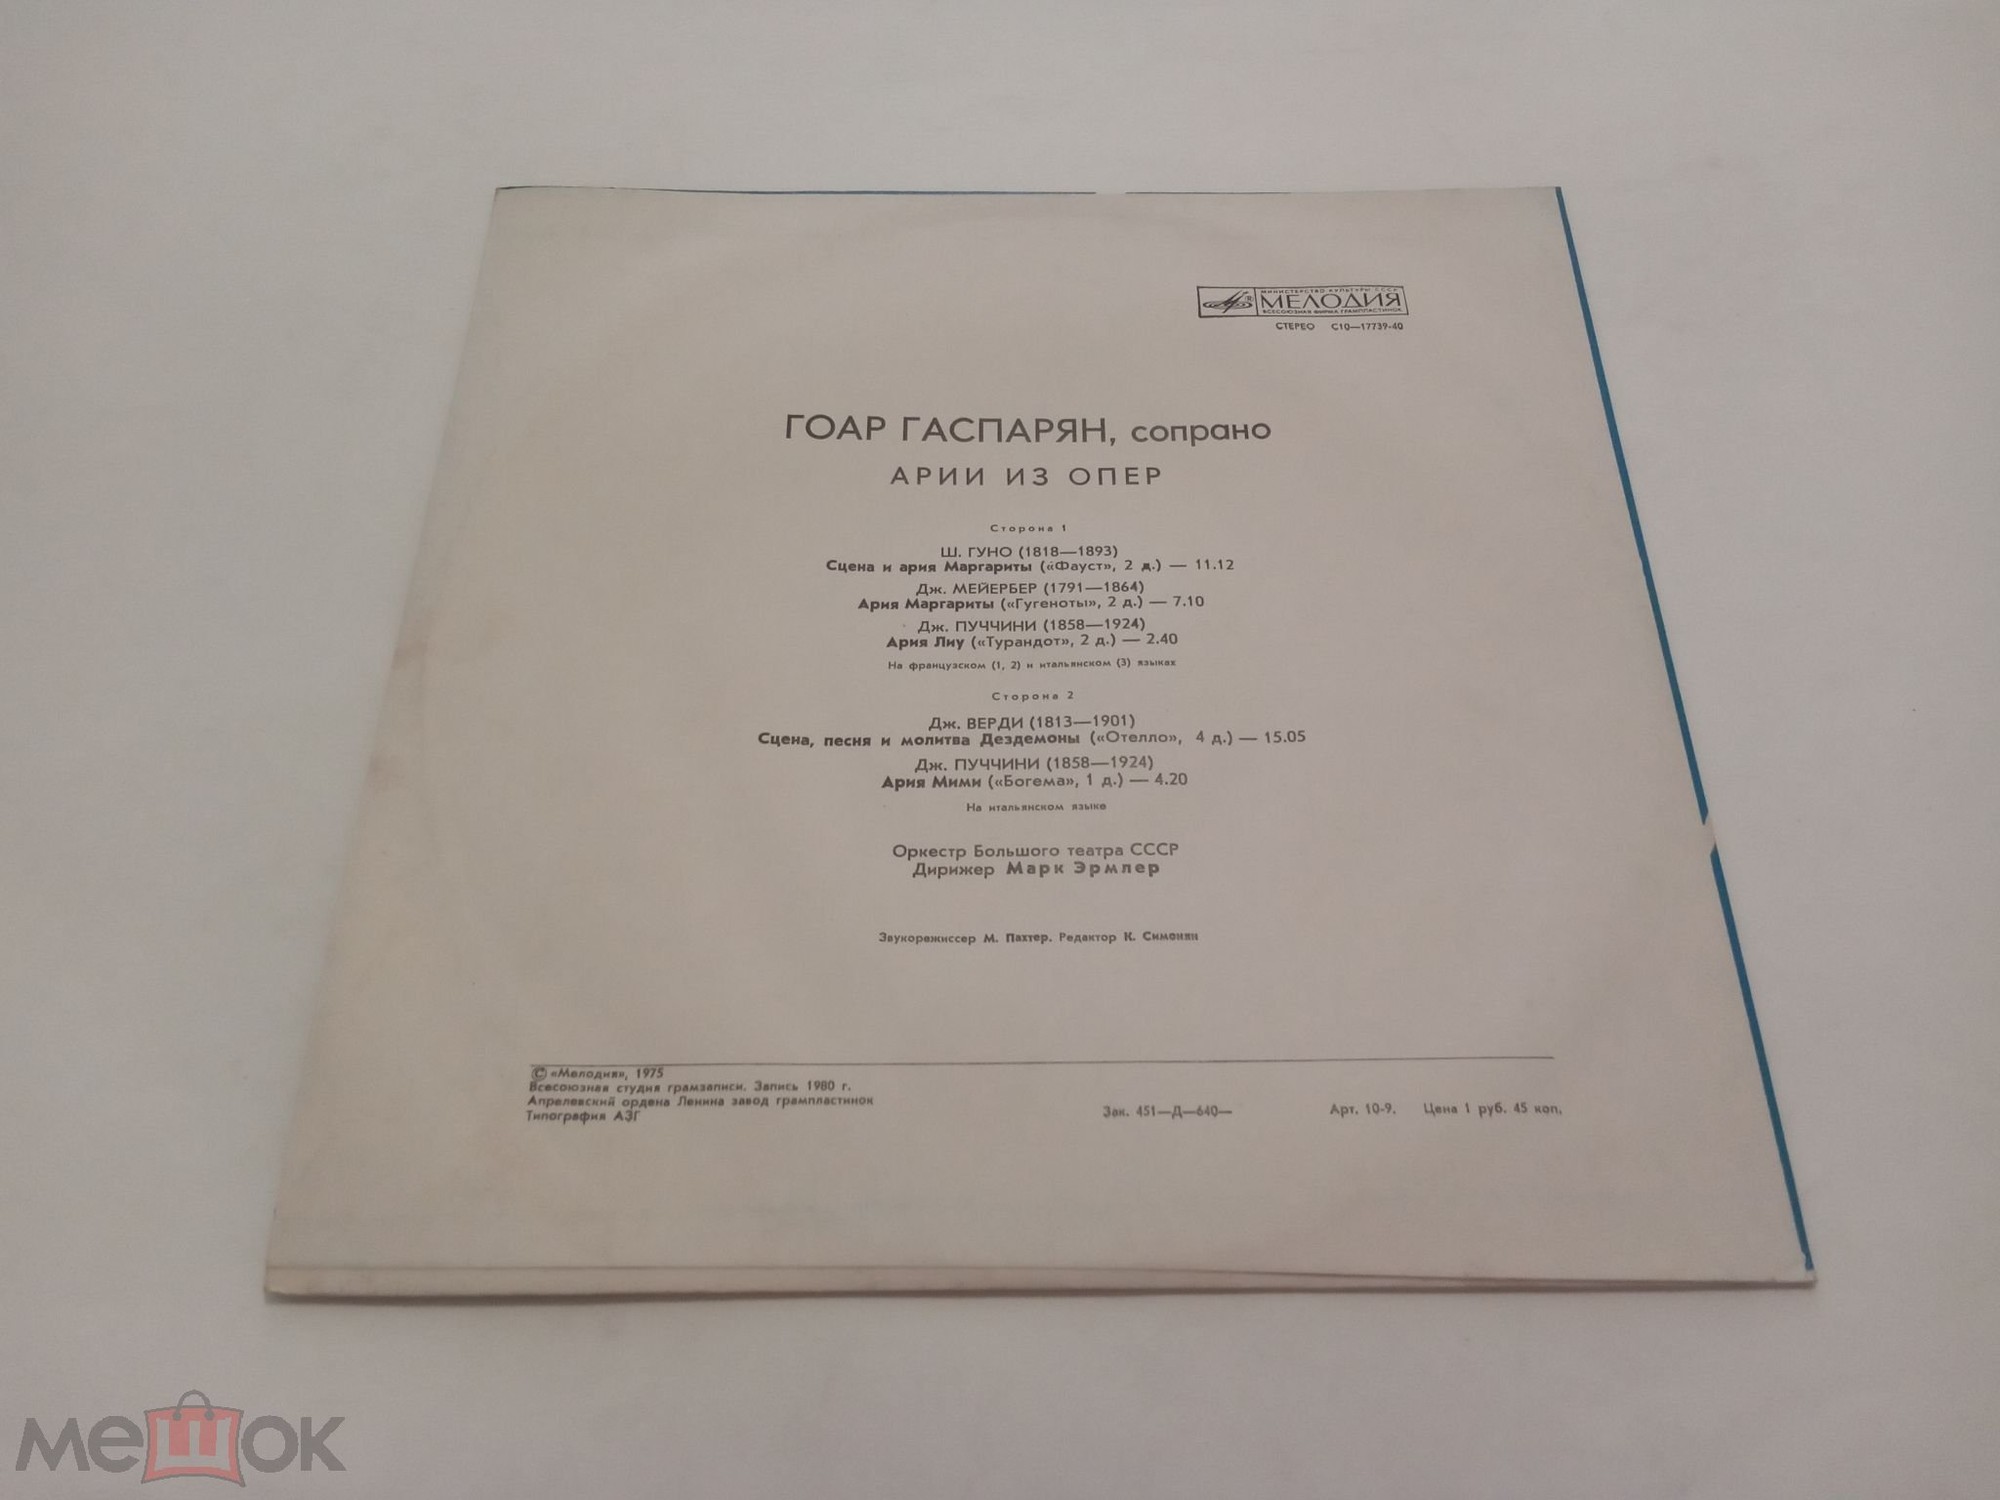 МИНИСТЕРСТВО КУЛЬТУРЫ СССР
МЕЛОДИЯ
ВСЕСОЮЗНАЯ ФИРМА ГРАМПЛАСТИНОК
СТЕРЕО С10—17739-40
ГОАР ГАСПАРЯН, сопрано
АРИИ ИЗ ОПЕР
Сторона 1
Ш. ГУНО (1818—1893)
Сцена и ария Маргариты («Фауст», 2 д.) — 11.12
Дж. МЕЙЕРБЕР (1791—1864)
Ария Маргариты («Гугеноты», 2 д.) — 7.10
Дж. ПУЧЧИНИ (1858—1924)
Ария Лиу («Турандот», 2 д.) — 2.40
На французском (1, 2) и итальянском (3) языках
Сторона 2
Дж. ВЕРДИ (1813—1901)
Сцена, песня и молитва Дездемоны («Отелло», 4 д.) — 15.05
Дж. ПУЧЧИНИ (1858—1924)
Ария Мими («Богема», 1 д.) — 4.20
На итальянском языке
Оркестр Большого театра СССР
Дирижер Марк Эрмлер
Звукорежиссер М. Пахтер. Редактор К. Симонян
© «Мелодия», 1975
Всесоюзная студия грамзаписи. Запись 1980 г.
Апрелевский ордена Ленина завод грампластинок
Типография АЗГ
Зак. 451—Д—640— Арт. 10-9. Цена 1 руб. 45 коп.
мешок